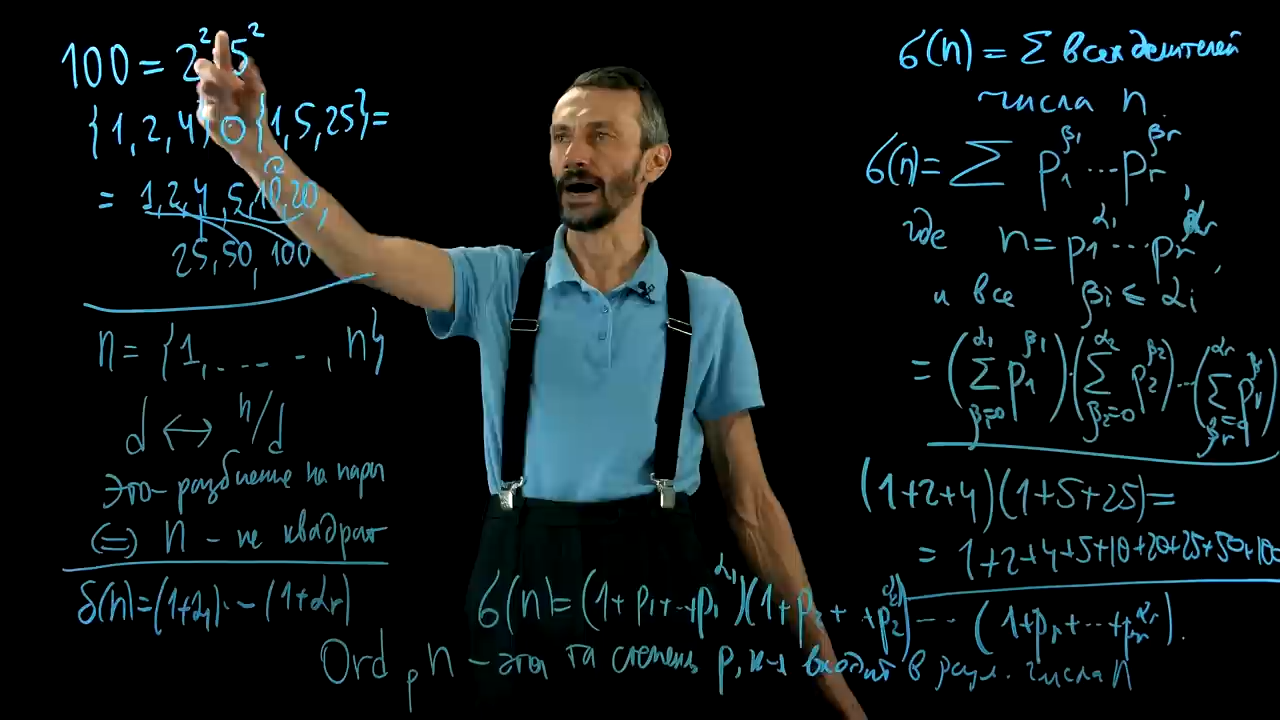 100 = 2² · 5²
{1, 2, 4} ○ {1, 5, 25} =
= 1, 2, 4, 5, 10, 20,
25, 50, 100
n = {1, ...., n}
d ↔ n/d
Это - разбиение на пары
(=) n - не квадрат
δ(n) = (1+α₁)·-(1+αr)
σ(n) = Σ всех делителей
числа n.
σ(n) = Σ p₁^β₁ ... pr^βr,
где n = p₁^α₁ ... pr^αr,
и все βi ≤ αi
= (Σ p₁^β₁)·(Σ p₂^β₂)...(Σ pr^βr)
(1+2+4)(1+5+25) =
= 1+2+4+5+10+20+25+50+100
σ(n) = (1+p₁+..+p₁^α₁)(1+p₂+..+p₂^α₂)...(1+pr+...+pr^αr).
Ord p n - это та степень p, к-я входит в разл. числа n